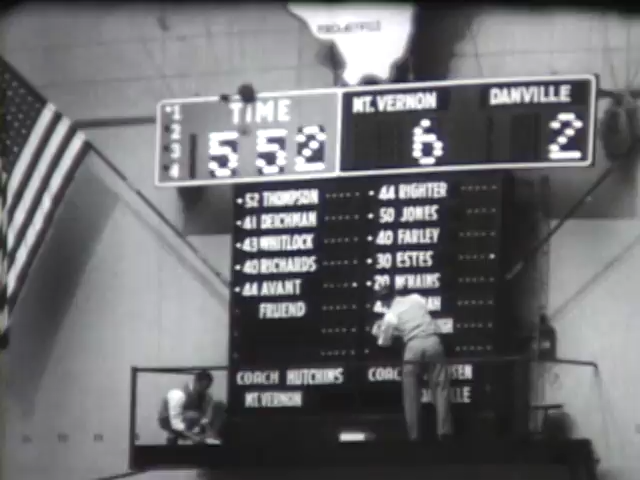 1
2
3
4
TIME
5 52
MT. VERNON
6
DANVILLE
2
52 THOMPSON
41 DEICHMAN
43 WHITLOCK
40 RICHARDS
44 AVANT
FRUEND
COACH HUTCHINS
MT. VERNON
44 RIGHTER
50 JONES
40 FARLEY
30 ESTES
20